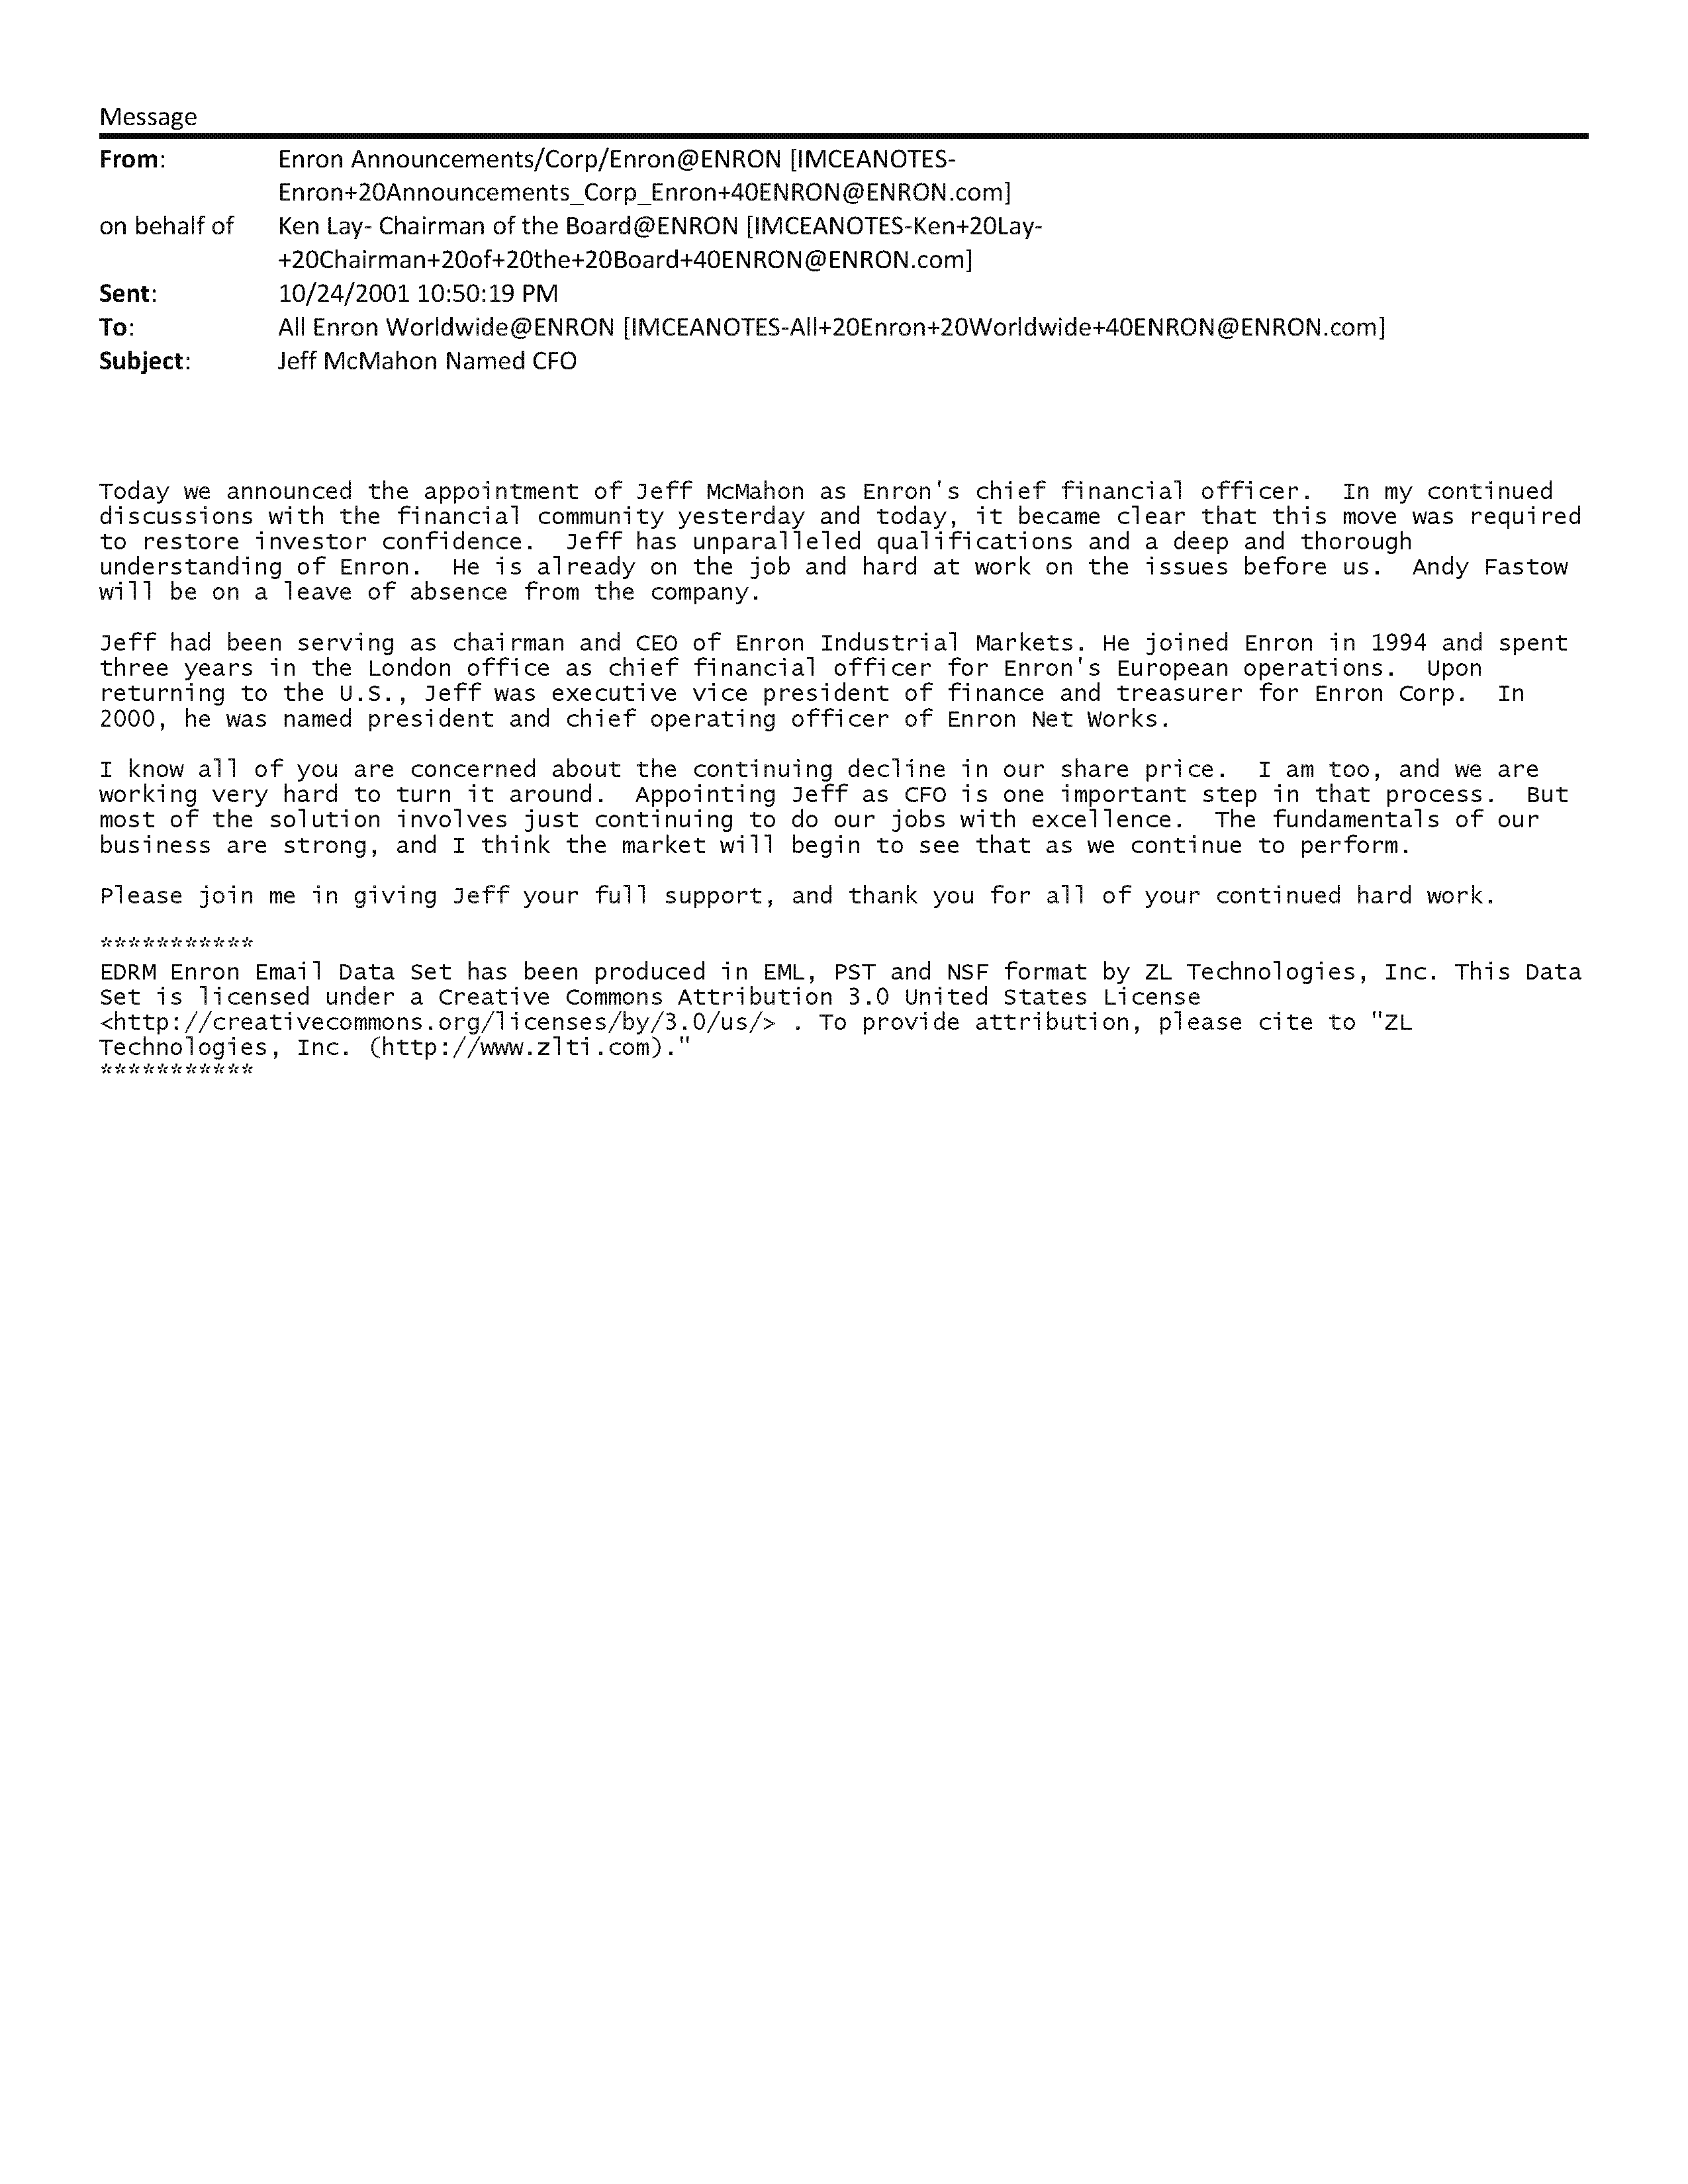 Message
From: Enron Announcements/Corp/Enron@ENRON [IMCEANOTES-
Enron+20Announcements_Corp_Enron+40ENRON@ENRON.com]
on behalf of Ken Lay- Chairman of the Board@ENRON [IMCEANOTES-Ken+20Lay-
+20Chairman+20of+20the+20Board+40ENRON@ENRON.com]
Sent: 10/24/2001 10:50:19 PM
To: All Enron Worldwide@ENRON [IMCEANOTES-All+20Enron+20Worldwide+40ENRON@ENRON.com]
Subject: Jeff McMahon Named CFO
Today we announced the appointment of Jeff McMahon as Enron's chief financial officer.  In my continued
discussions with the financial community yesterday and today, it became clear that this move was required
to restore investor confidence.  Jeff has unparalleled qualifications and a deep and thorough
understanding of Enron.  He is already on the job and hard at work on the issues before us.  Andy Fastow
will be on a leave of absence from the company.
Jeff had been serving as chairman and CEO of Enron Industrial Markets. He joined Enron in 1994 and spent
three years in the London office as chief financial officer for Enron's European operations.  Upon
returning to the U.S., Jeff was executive vice president of finance and treasurer for Enron Corp.  In
2000, he was named president and chief operating officer of Enron Net Works.
I know all of you are concerned about the continuing decline in our share price.  I am too, and we are
working very hard to turn it around.  Appointing Jeff as CFO is one important step in that process.  But
most of the solution involves just continuing to do our jobs with excellence.  The fundamentals of our
business are strong, and I think the market will begin to see that as we continue to perform.
Please join me in giving Jeff your full support, and thank you for all of your continued hard work.
***********
EDRM Enron Email Data Set has been produced in EML, PST and NSF format by ZL Technologies, Inc. This Data
Set is licensed under a Creative Commons Attribution 3.0 United States License
<http://creativecommons.org/licenses/by/3.0/us/> . To provide attribution, please cite to "ZL
Technologies, Inc. (http://www.zlti.com)."
***********